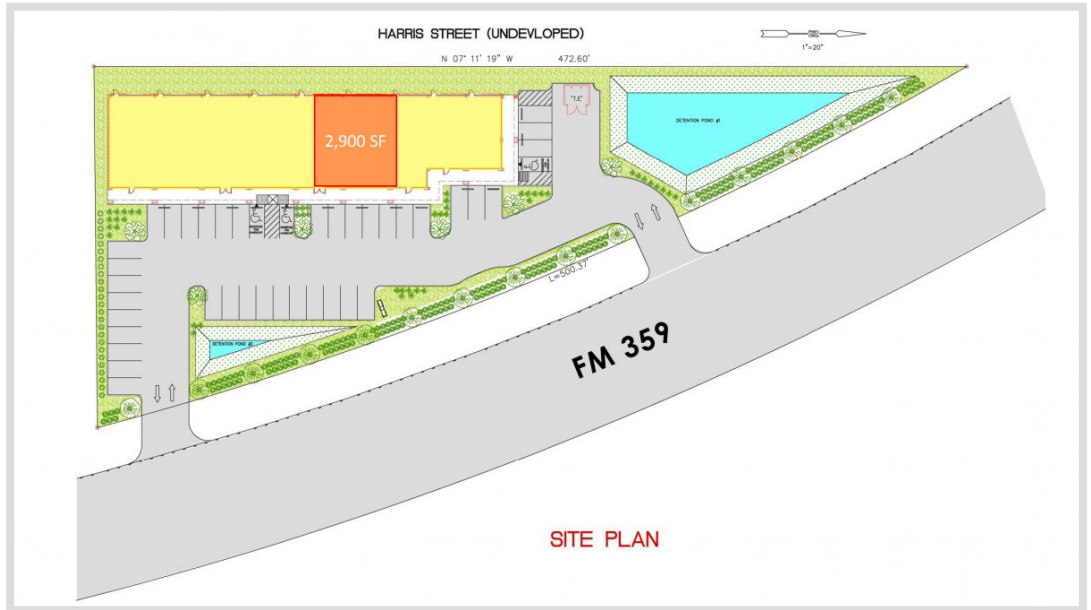 HARRIS STREET (UNDEVLOPED)
N 07° 11' 19" W 472.60'
1"=20"
"T.E"
DETENTION POND #1
2,900 SF
L=500.37'
DETENTION POND #2
FM 359
SITE PLAN